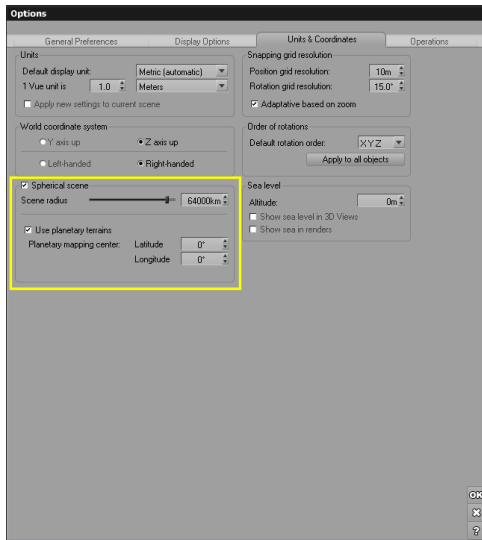 Options
General Preferences
Display Options
Units & Coordinates
Operations
Units
Default display unit: Metric (automatic)
1 Vue unit is 1.0 Meters
Apply new settings to current scene
Snapping grid resolution
Position grid resolution: 10m
Rotation grid resolution: 15.0°
Adaptative based on zoom
World coordinate system
Y axis up Z axis up
Left-handed Right-handed
Order of rotations
Default rotation order: XYZ
Apply to all objects
Spherical scene
Scene radius 64000km
Use planetary terrains
Planetary mapping center: Latitude 0°
Longitude 0°
Sea level
Altitude: 0m
Show sea level in 3D Views
Show sea in renders
OK
?